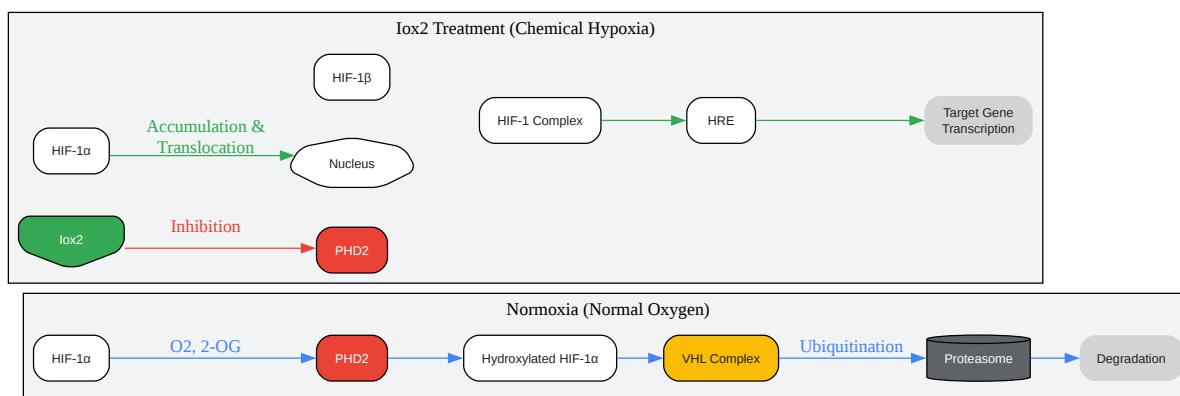 Iox2 Treatment (Chemical Hypoxia)
HIF-1β
HIF-1α
Accumulation &
Translocation
Nucleus
HIF-1 Complex
HRE
Target Gene
Transcription
Iox2
Inhibition
PHD2
Normoxia (Normal Oxygen)
HIF-1α
O2, 2-OG
PHD2
Hydroxylated HIF-1α
VHL Complex
Ubiquitination
Proteasome
Degradation